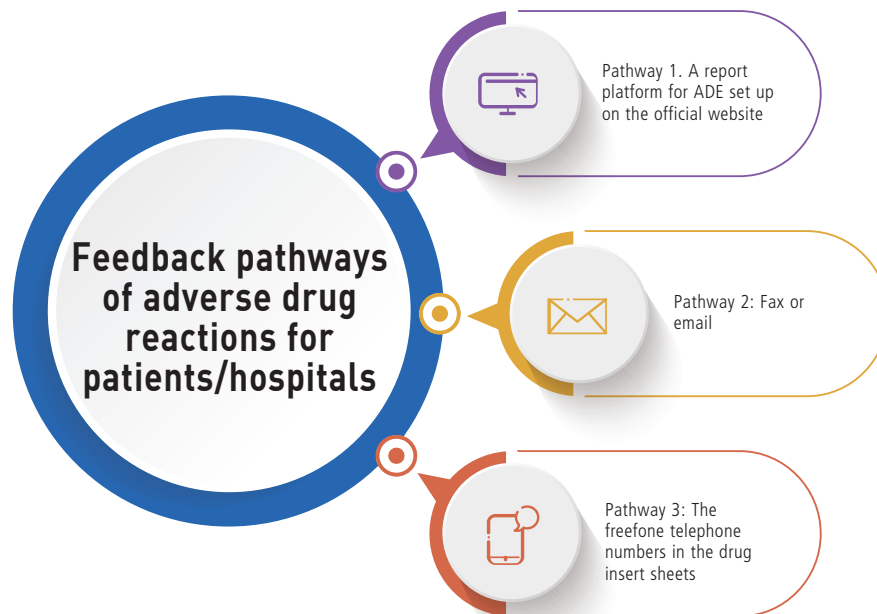 Feedback pathways
of adverse drug
reactions for
patients/hospitals
Pathway 1. A report
platform for ADE set up
on the official website
Pathway 2: Fax or
email
Pathway 3: The
freefone telephone
numbers in the drug
insert sheets